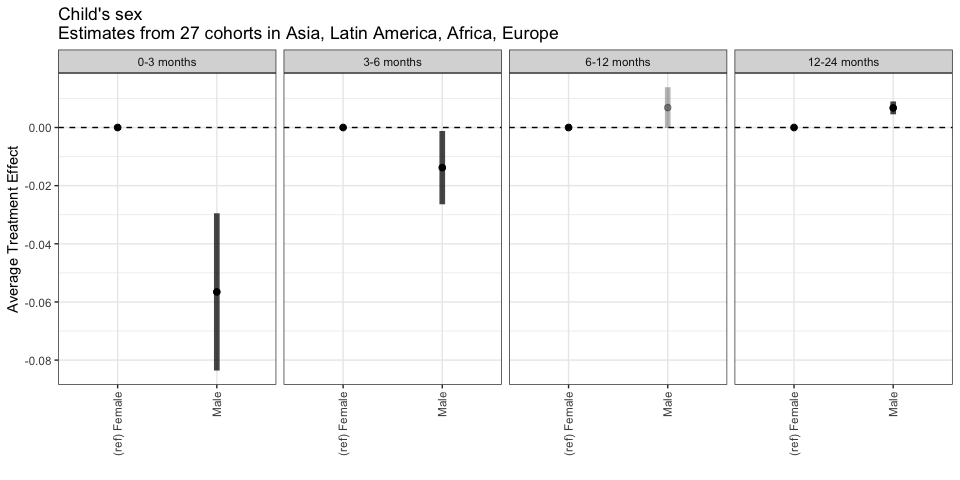 Child's sex
Estimates from 27 cohorts in Asia, Latin America, Africa, Europe
0-3 months
3-6 months
6-12 months
12-24 months
Average Treatment Effect
0.00
-0.02
-0.04
-0.06
-0.08
(ref) Female
Male
(ref) Female
Male
(ref) Female
Male
(ref) Female
Male